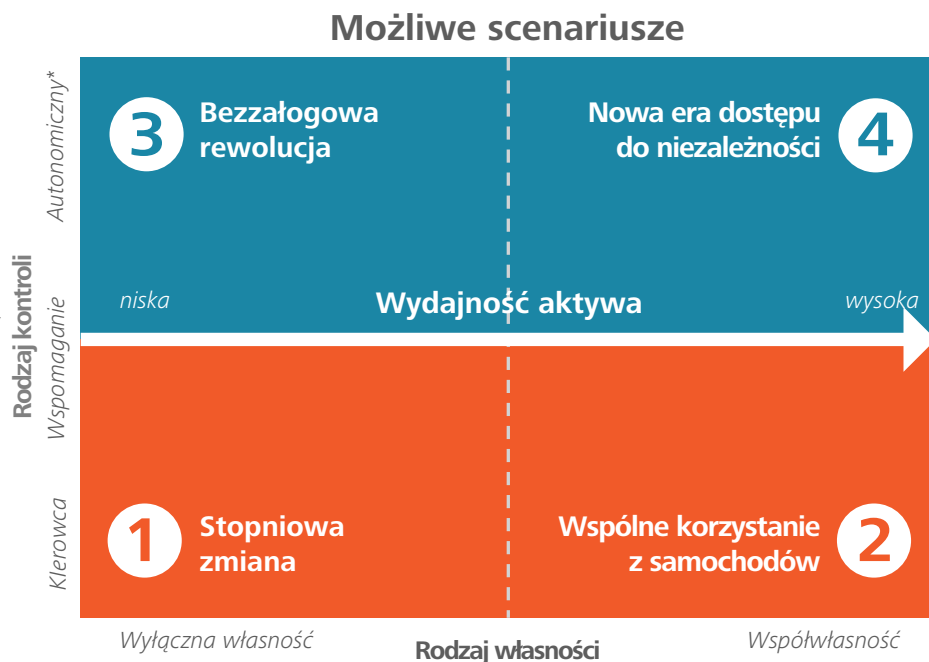 Możliwe scenariusze
Rodzaj kontroli
Autonomiczny*
Wspomaganie
Kierowca
3
Bezzałogowa
rewolucja
Nowa era dostępu
do niezależności
4
niska
Wydajność aktywa
wysoka
1
Stopniowa
zmiana
Wspólne korzystanie
z samochodów
2
Wyłączna własność
Rodzaj własności
Współwłasność